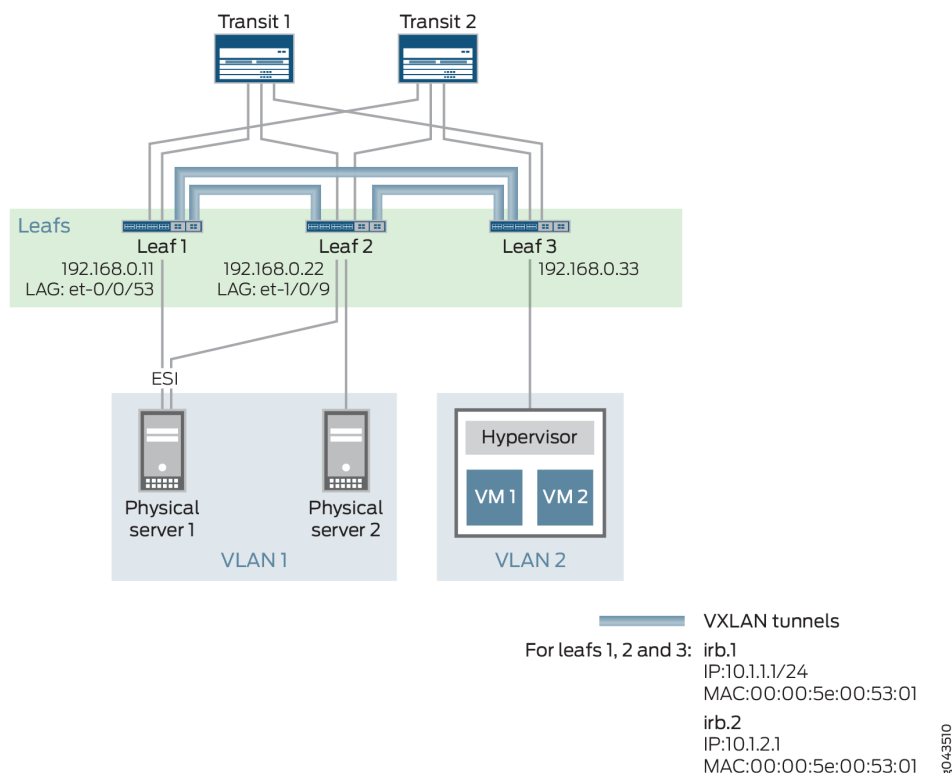 Transit 1
Transit 2
Leafs
Leaf 1
192.168.0.11
LAG: et-0/0/53
Leaf 2
192.168.0.22
LAG: et-1/0/9
Leaf 3
192.168.0.33
ESI
Physical
server 1
Physical
server 2
VLAN 1
Hypervisor
VM 1
VM 2
VLAN 2
VXLAN tunnels
For leafs 1, 2 and 3: irb.1
IP:10.1.1.1/24
MAC:00:00:5e:00:53:01
irb.2
IP:10.1.2.1
MAC:00:00:5e:00:53:01
g043510